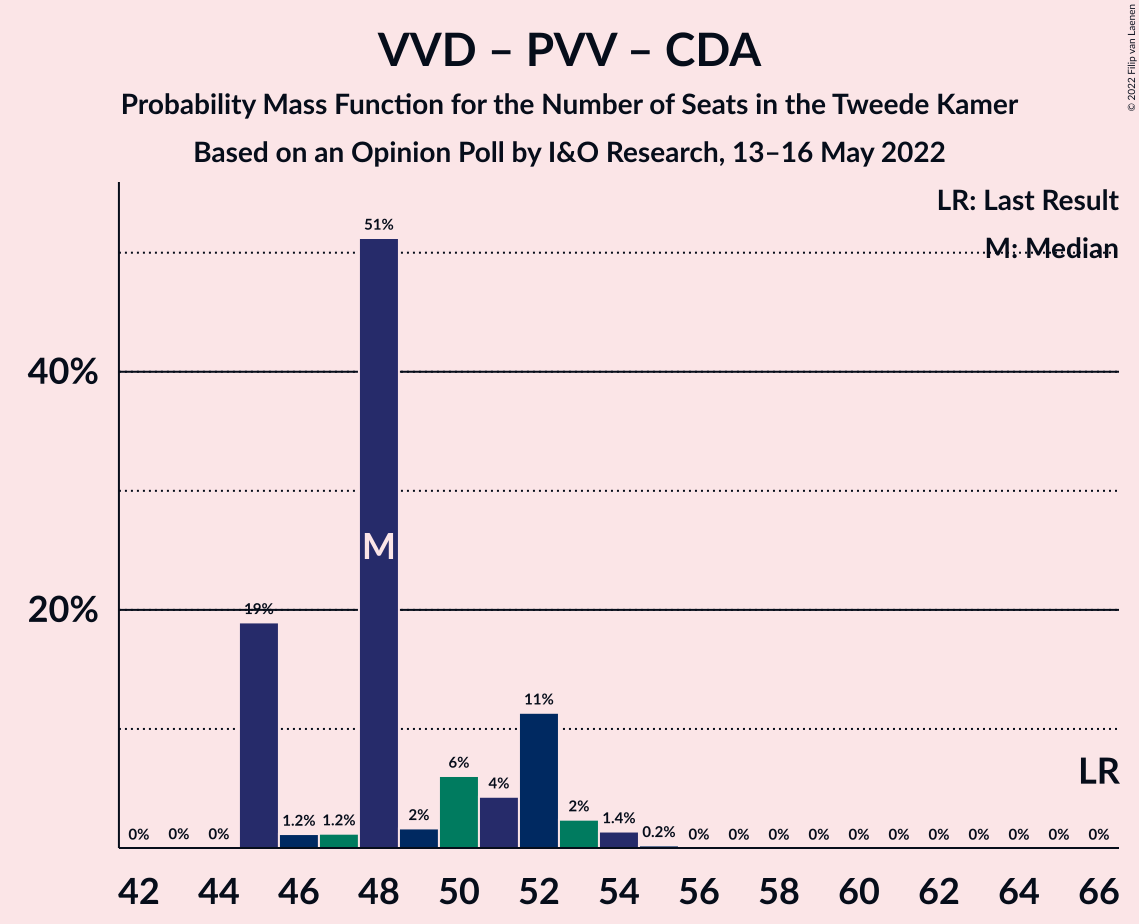 VVD – PVV – CDA
Probability Mass Function for the Number of Seats in the Tweede Kamer
Based on an Opinion Poll by I&O Research, 13–16 May 2022
© 2022 Filip van Laenen
LR: Last Result
M: Median
51%
40%
M
20%
19%
11%
LR
6%
4%
0% 0% 0% 1.2% 1.2% 2% 2% 1.4% 0.2% 0% 0% 0% 0% 0% 0% 0% 0% 0% 0% 0%
42 44 46 48 50 52 54 56 58 60 62 64 66